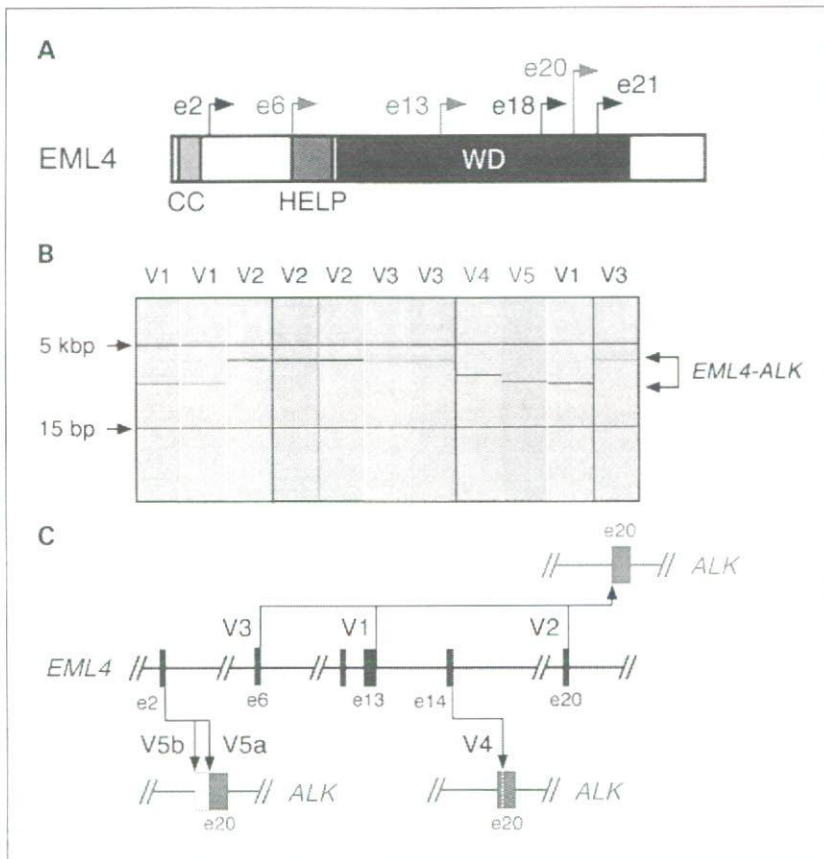 A
e20
e2 e6 e13 e18 e21
EML4 WD
CC HELP
B
V1 V1 V2 V2 V2 V3 V3 V4 V5 V1 V3
5 kbp
EML4-ALK
15 bp
C
e20
ALK
V3 V1 V2
EML4
e2 e6 e13 e14 e20
V5b V5a V4
ALK ALK
e20 e20